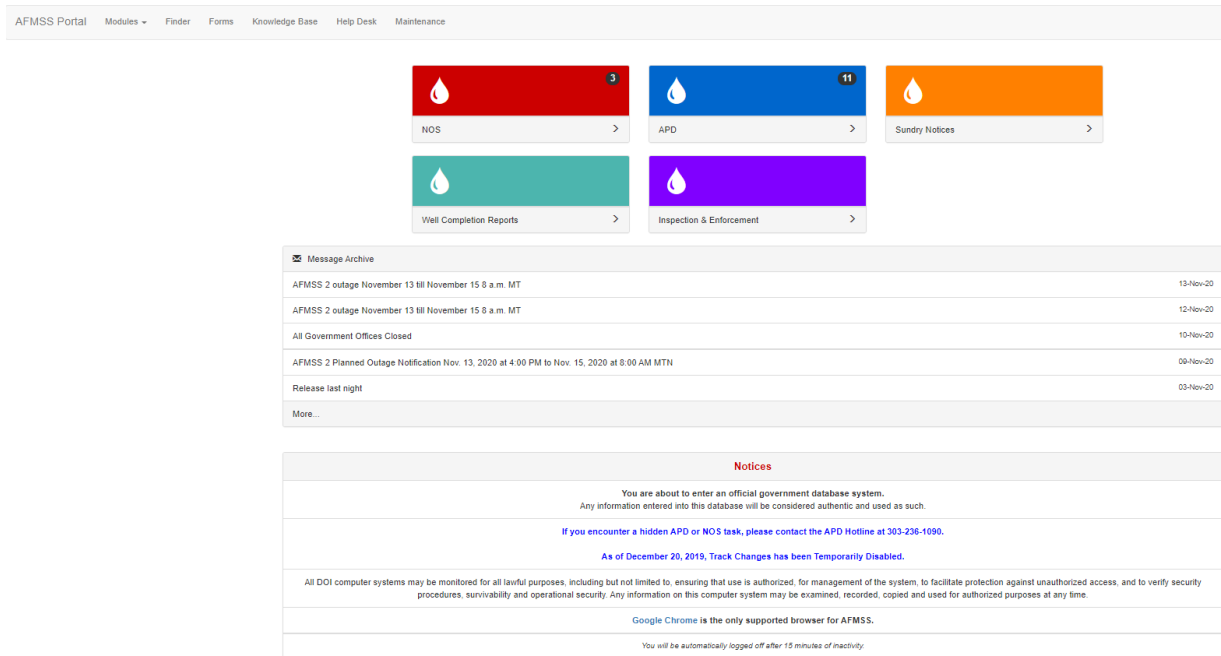 AFMSS Portal Modules Finder Forms Knowledge Base Help Desk Maintenance
3
11
NOS
APD
Sundry Notices
Well Completion Reports
Inspection & Enforcement
Message Archive
AFMSS 2 outage November 13 till November 15 8 a.m. MT 13-Nov-20
AFMSS 2 outage November 13 till November 15 8 a.m. MT 12-Nov-20
All Government Offices Closed 10-Nov-20
AFMSS 2 Planned Outage Notification Nov. 13, 2020 at 4:00 PM to Nov. 15, 2020 at 8:00 AM MTN 09-Nov-20
Release last night 03-Nov-20
More...
Notices
You are about to enter an official government database system.
Any information entered into this database will be considered authentic and used as such.
If you encounter a hidden APD or NOS task, please contact the APD Hotline at 303-236-1090.
As of December 20, 2019, Track Changes has been Temporarily Disabled.
All DOI computer systems may be monitored for all lawful purposes, including but not limited to, ensuring that use is authorized, for management of the system, to facilitate protection against unauthorized access, and to verify security
procedures, survivability and operational security. Any information on this computer system may be examined, recorded, copied and used for authorized purposes at any time.
Google Chrome is the only supported browser for AFMSS.
You will be automatically logged off after 15 minutes of inactivity.